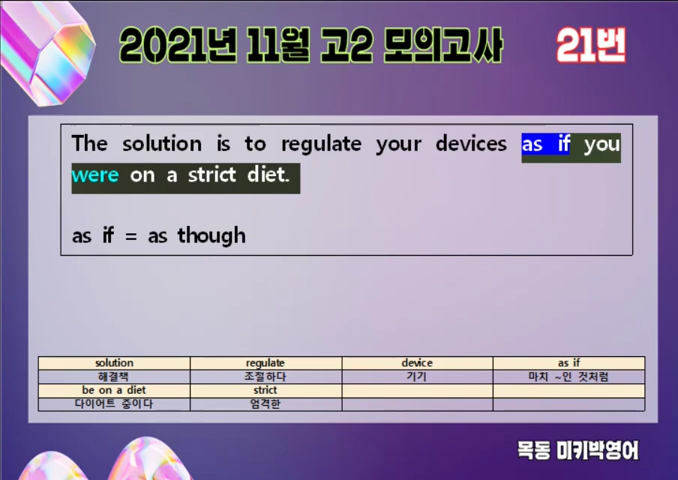 2021년 11월 고2 모의고사 21번
The solution is to regulate your devices as if you
were on a strict diet.
as if = as though
solution regulate device as if
해결책 조절하다 기기 마치 ~인 것처럼
be on a diet strict
다이어트 중이다 엄격한
목동 미키박영어